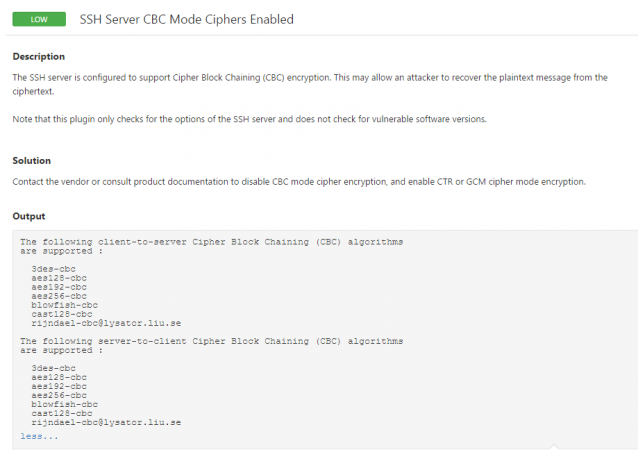 LOW
SSH Server CBC Mode Ciphers Enabled
Description
The SSH server is configured to support Cipher Block Chaining (CBC) encryption. This may allow an attacker to recover the plaintext message from the
ciphertext.
Note that this plugin only checks for the options of the SSH server and does not check for vulnerable software versions.
Solution
Contact the vendor or consult product documentation to disable CBC mode cipher encryption, and enable CTR or GCM cipher mode encryption.
Output
The following client-to-server Cipher Block Chaining (CBC) algorithms
are supported :
3des-cbc
aes128-cbc
aes192-cbc
aes256-cbc
blowfish-cbc
cast128-cbc
rijndael-cbc@lysator.liu.se
The following server-to-client Cipher Block Chaining (CBC) algorithms
are supported :
3des-cbc
aes128-cbc
aes192-cbc
aes256-cbc
blowfish-cbc
cast128-cbc
rijndael-cbc@lysator.liu.se
less...